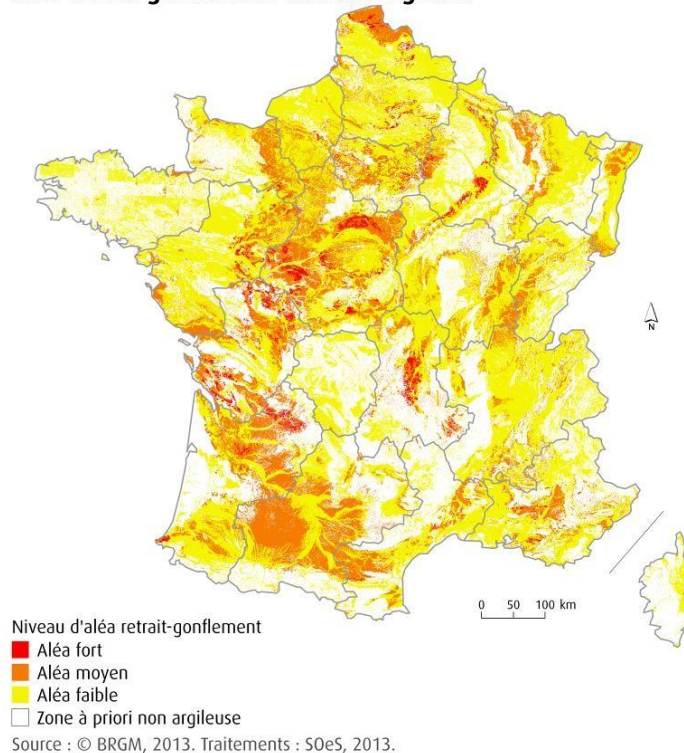 N
0 50 100 km
Niveau d'aléa retrait-gonflement
Aléa fort
Aléa moyen
Aléa faible
Zone à priori non argileuse
Source : © BRGM, 2013. Traitements : SOeS, 2013.